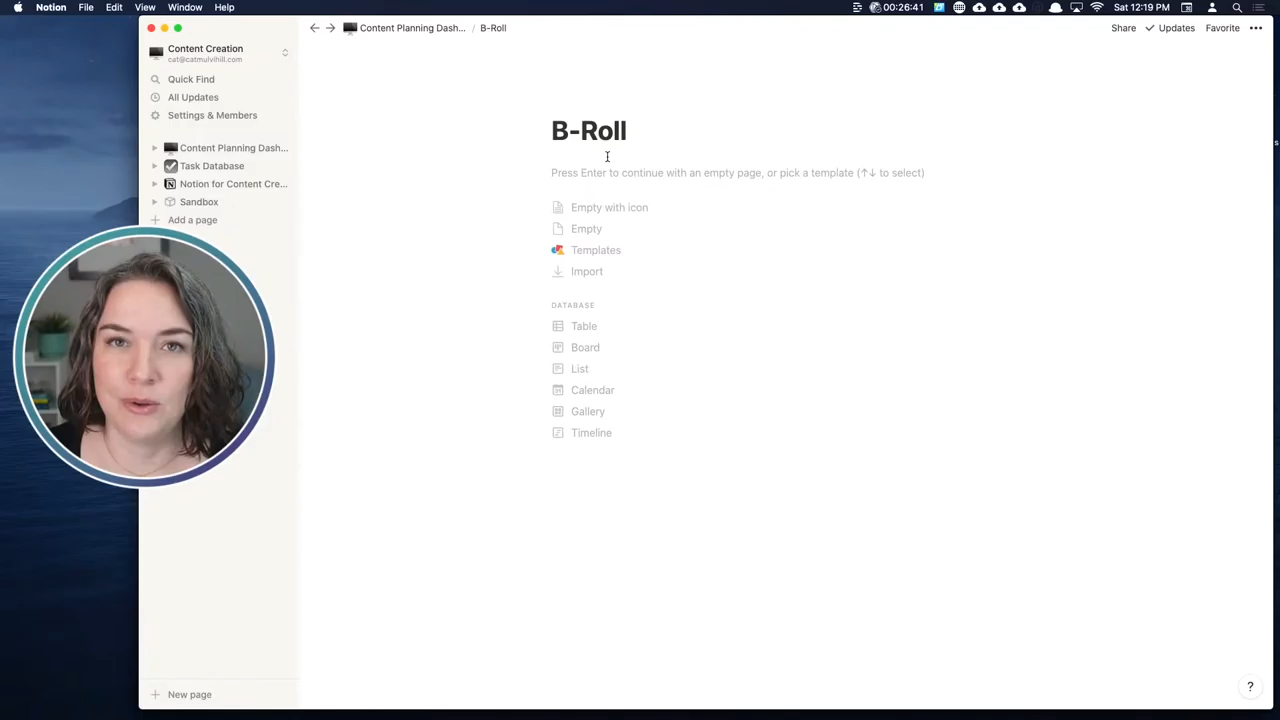 Notion File Edit View Window Help
00:26:41
Sat 12:19 PM
Content Planning Dash... / B-Roll
Share
Updates
Favorite
Content Creation
cat@catmulvihill.com
Quick Find
All Updates
Settings & Members
Content Planning Dash...
Task Database
Notion for Content Cre...
Sandbox
Add a page
New page
B-Roll
Press Enter to continue with an empty page, or pick a template (↑↓ to select)
Empty with icon
Empty
Templates
Import
DATABASE
Table
Board
List
Calendar
Gallery
Timeline
?